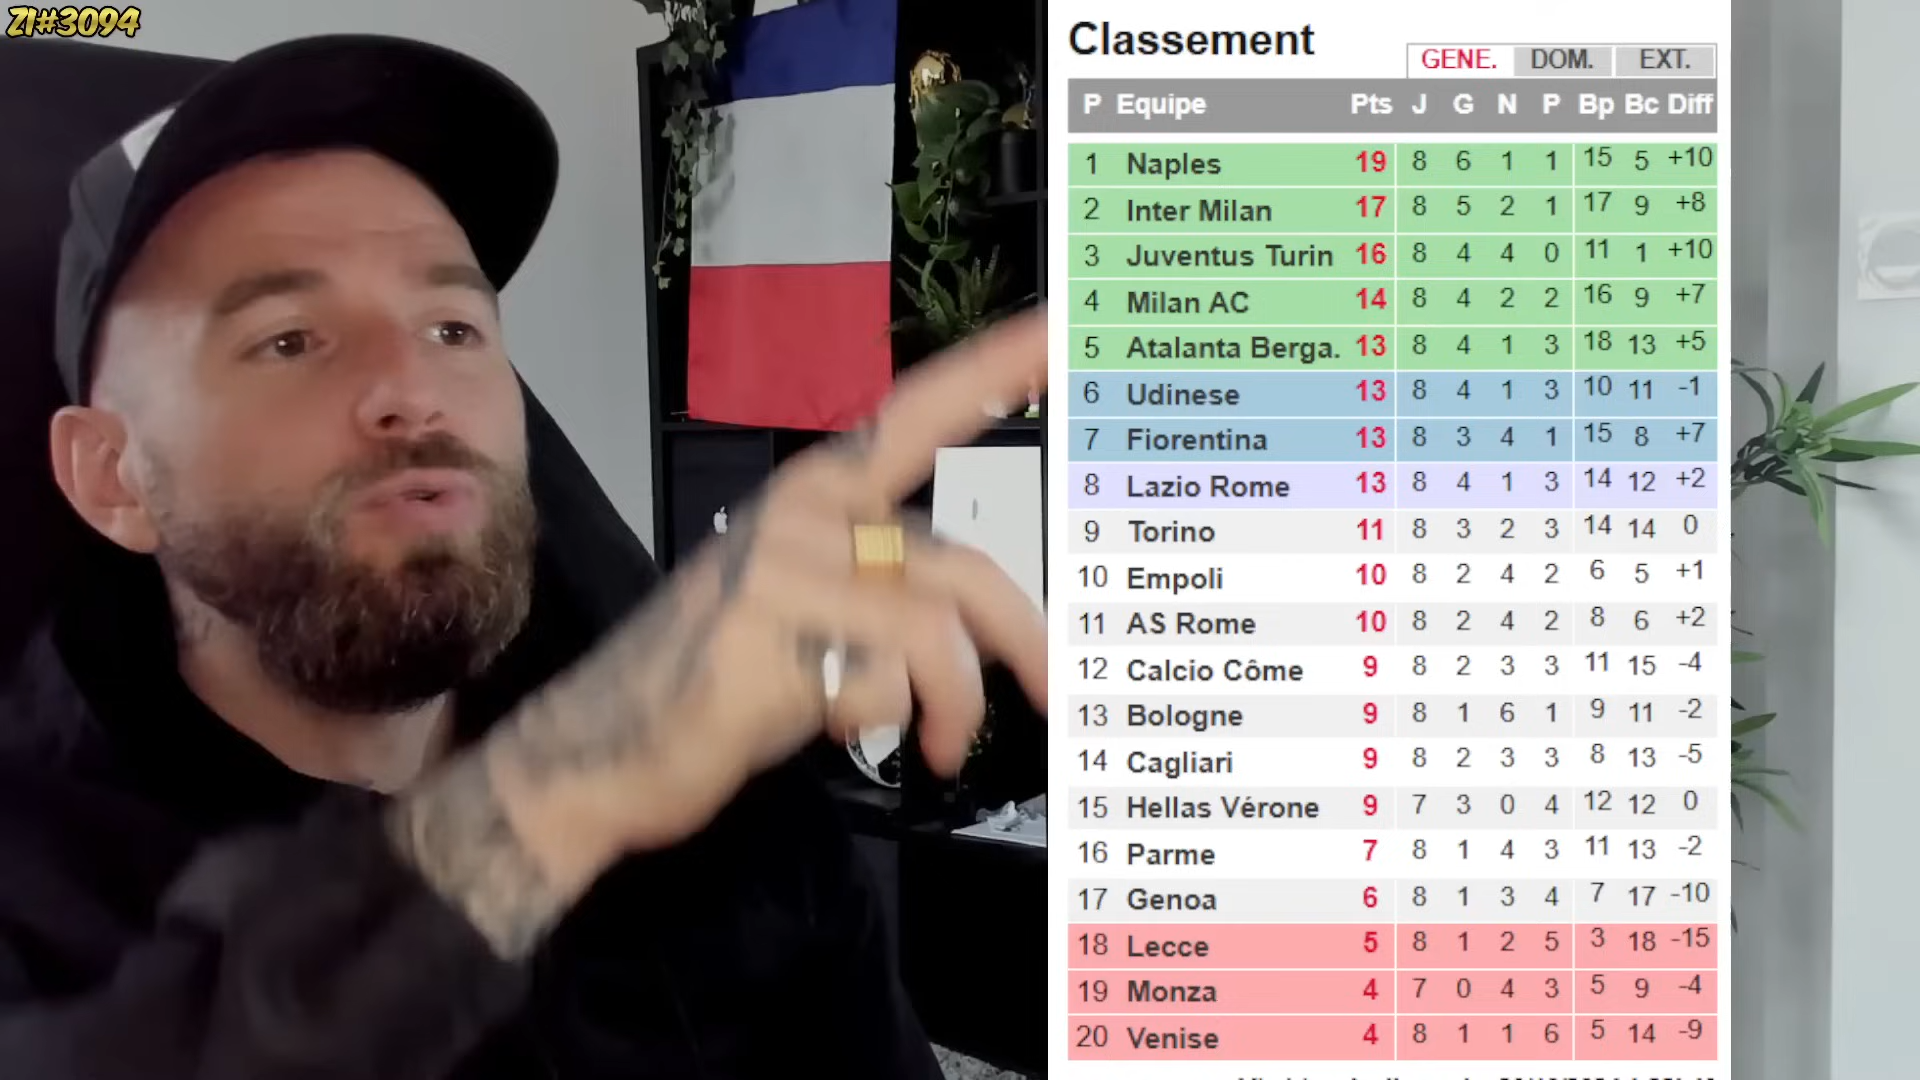 ZI#3094
Classement
GENE. DOM. EXT.
P Equipe Pts J G N P Bp Bc Diff
1 Naples 19 8 6 1 1 15 5 +10
2 Inter Milan 17 8 5 2 1 17 9 +8
3 Juventus Turin 16 8 4 4 0 11 1 +10
4 Milan AC 14 8 4 2 2 16 9 +7
5 Atalanta Berga. 13 8 4 1 3 18 13 +5
6 Udinese 13 8 4 1 3 10 11 -1
7 Fiorentina 13 8 3 4 1 15 8 +7
8 Lazio Rome 13 8 4 1 3 14 12 +2
9 Torino 11 8 3 2 3 14 14 0
10 Empoli 10 8 2 4 2 6 5 +1
11 AS Rome 10 8 2 4 2 8 6 +2
12 Calcio Côme 9 8 2 3 3 11 15 -4
13 Bologne 9 8 1 6 1 9 11 -2
14 Cagliari 9 8 2 3 3 8 13 -5
15 Hellas Vérone 9 7 3 0 4 12 12 0
16 Parme 7 8 1 4 3 11 13 -2
17 Genoa 6 8 1 3 4 7 17 -10
18 Lecce 5 8 1 2 5 3 18 -15
19 Monza 4 7 0 4 3 5 9 -4
20 Venise 4 8 1 1 6 5 14 -9